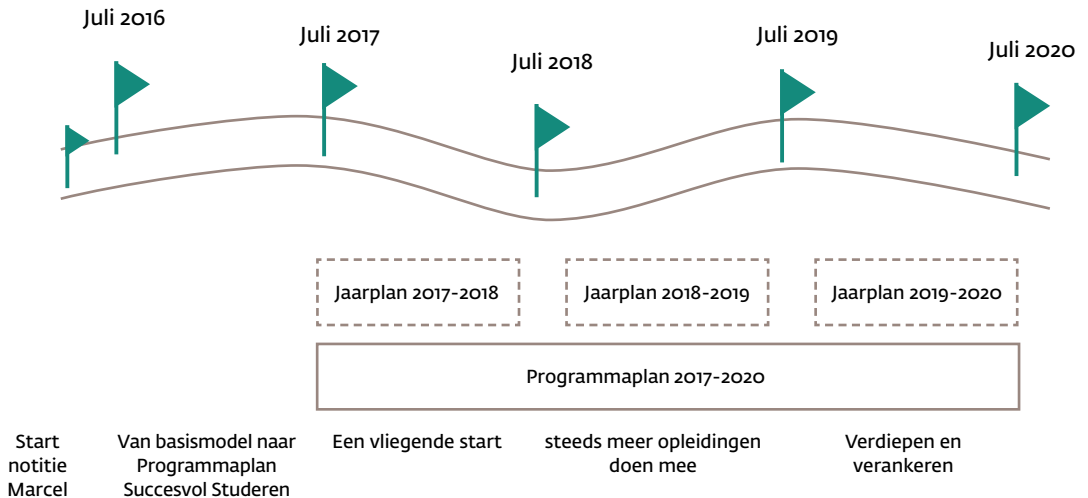 Juli 2016
Juli 2017
Juli 2018
Juli 2019
Juli 2020
Jaarplan 2017-2018
Jaarplan 2018-2019
Jaarplan 2019-2020
Programmaplan 2017-2020
Start
notitie
Marcel
Van basismodel naar
Programmaplan
Succesvol Studeren
Een vliegende start
steeds meer opleidingen
doen mee
Verdiepen en
verankeren